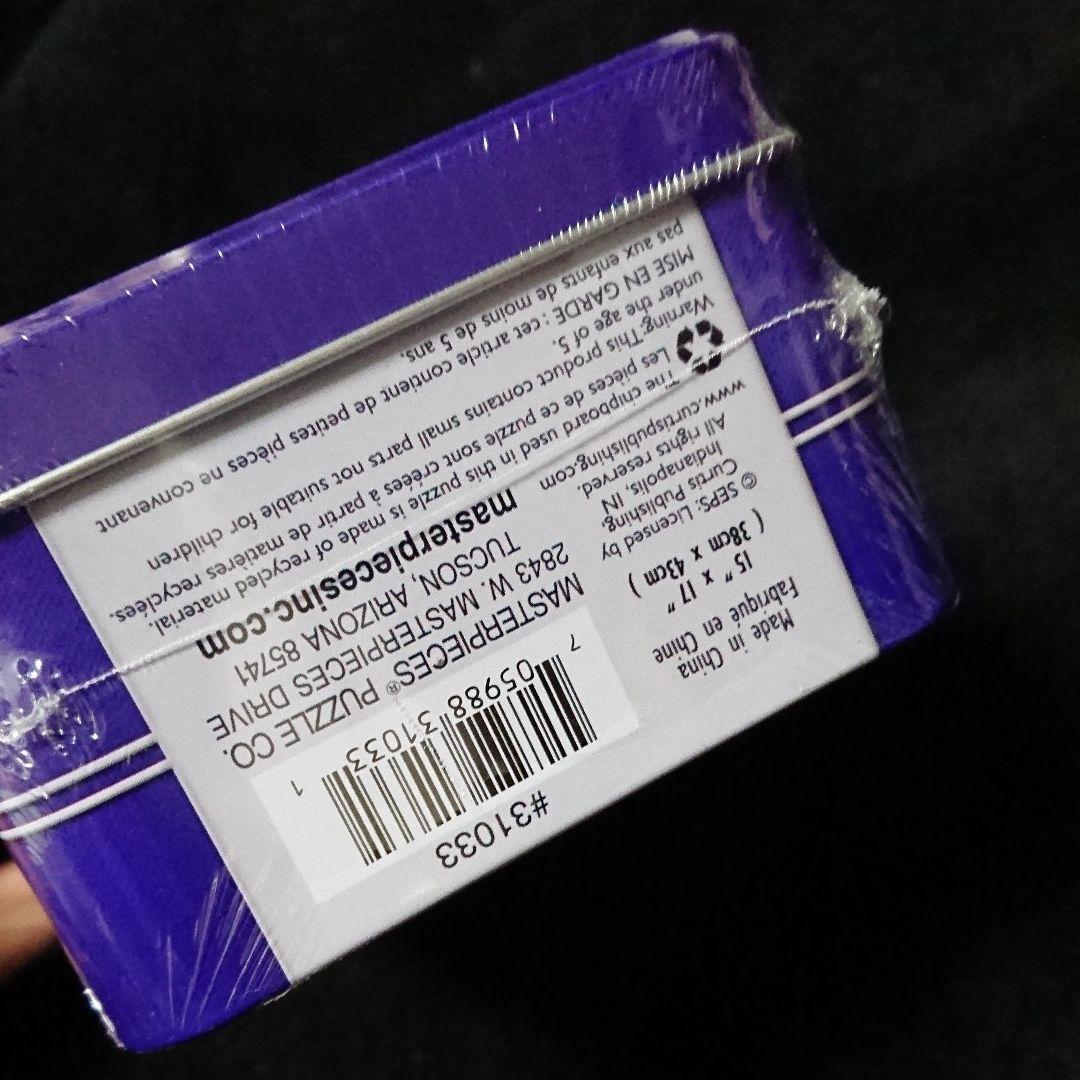 #31033
7 05988 31033 1
MASTERPIECES® PUZZLE CO.
2843 W. MASTERPIECES DRIVE
TUCSON, ARIZONA 85741
masterpiecesinc.com
Made in China
Fabriqué en Chine
15" x 17"
( 38cm x 43cm )
© SEPS: Licensed by
Curtis Publishing,
Indianapolis, IN
All rights reserved.
www.curtispublishing.com
The chipboard used in this puzzle is made of recycled material.
Les pièces de ce puzzle sont créées à partir de matières recyclées.
Warning:This product contains small parts not suitable for children
under the age of 5.
MISE EN GARDE : cet article contient de petites pièces ne convenant
pas aux enfants de moins de 5 ans.